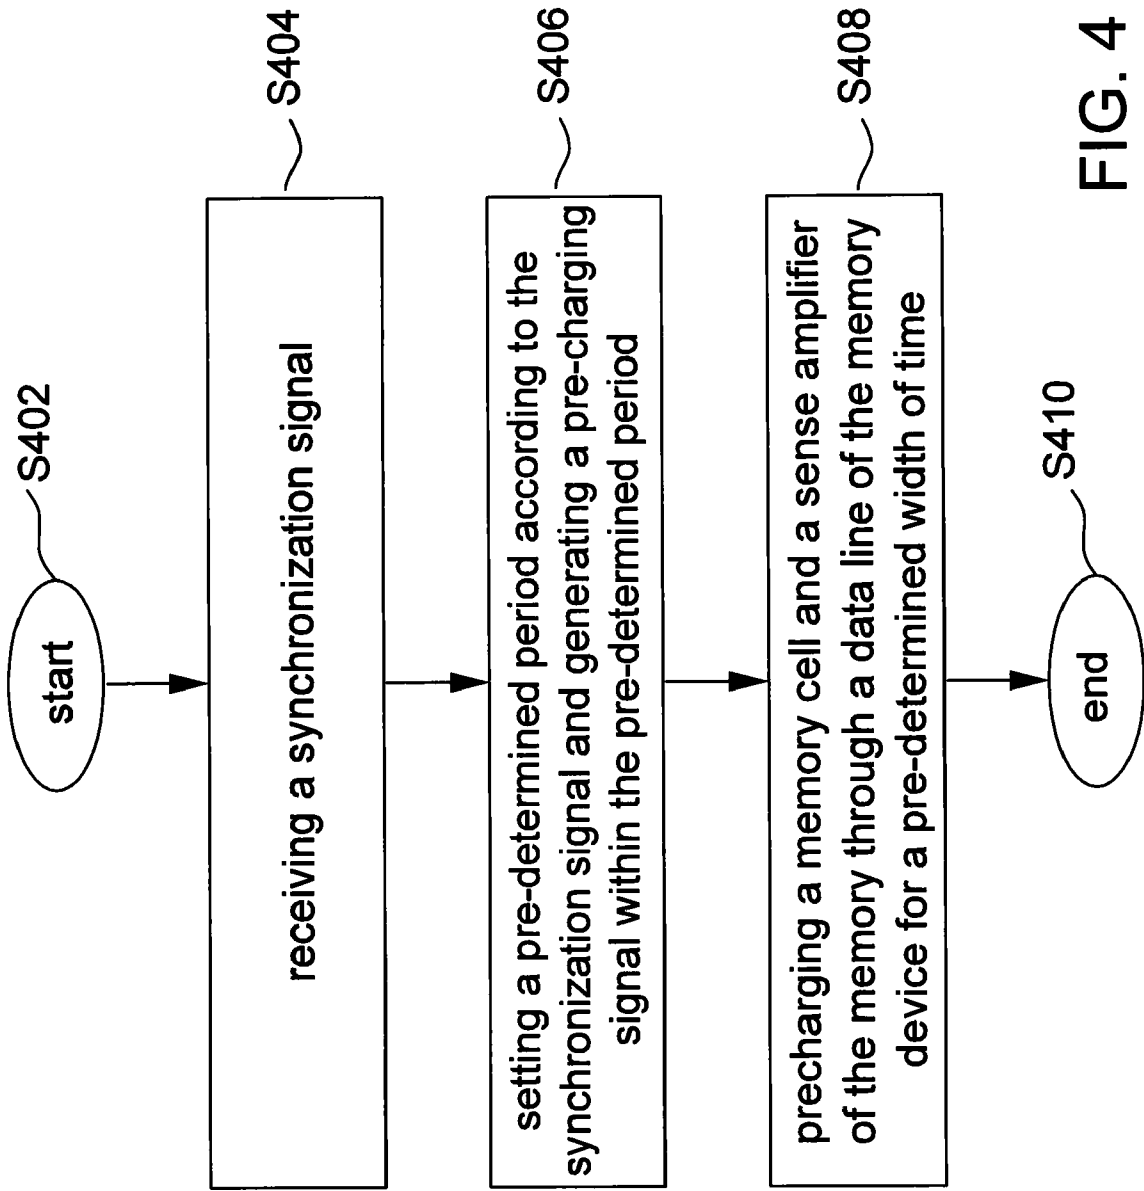 start
S402
receiving a synchronization signal
S404
setting a pre-determined period according to the
synchronization signal and generating a pre-charging
signal within the pre-determined period
S406
precharging a memory cell and a sense amplifier
of the memory through a data line of the memory
device for a pre-determined width of time
S408
end
S410
FIG. 4